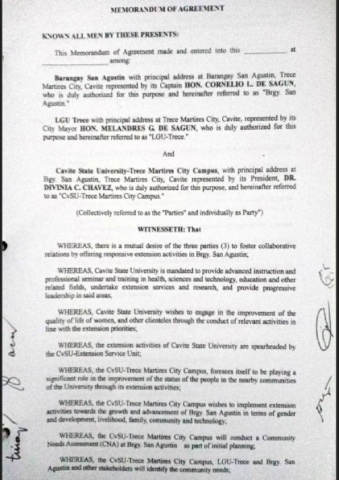 MEMORANDUM OF AGREEMENT
KNOWN ALL MEN BY THESE PRESENTS:
This Memorandum of Agreement made and entered into this ____________ at
____________ among:
Barangay San Agustin with principal address at Barangay San Agustin, Trece
Martires City, Cavite represented by its Captain HON. CORNELIO L. DE SAGUN,
who is duly authorized for this purpose and hereinafter referred to as "Brgy. San
Agustin."
LGU Trece with principal address at Trece Martires City, Cavite, represented by its
City Mayor HON. MELANDRES G. DE SAGUN, who is duly authorized for this
purpose and hereinafter referred to as "LGU-Trece."
And
Cavite State University-Trece Martires City Campus, with principal address at
Brgy. San Agustin, Trece Martires City, Cavite represented by its President, DR.
DIVINIA C. CHAVEZ, who is duly authorized for this purpose, and hereinafter referred
to as "CvSU-Trece Martires City Campus."
(Collectively referred to as the "Parties" and individually as Party")
WITNESSETH: That
WHEREAS, there is a mutual desire of the three parties (3) to foster collaborative
relations by offering responsive extension activities in Brgy. San Agustin;
WHEREAS, Cavite State University is mandated to provide advanced instruction and
professional seminar and training in health, sciences and technology, education and other
related fields, undertake extension services and research, and provide progressive
leadership in said areas;
WHEREAS, Cavite State University wishes to engage in the improvement of the
quality of life of women, and other clienteles through the conduct of relevant activities in
line with the extension priorities;
WHEREAS, the extension activities of Cavite State University are spearheaded by
the CvSU-Extension Service Unit;
WHEREAS, the CvSU-Trece Martires City Campus, foresees itself to be playing a
significant role in the improvement of the status of the people in the nearby communities
of the University through its extension activities;
WHEREAS, the CvSU-Trece Martires City Campus wishes to implement extension
activities towards the growth and advancement of Brgy. San Agustin in terms of gender
and development, livelihood, family, community and technology;
WHEREAS, the CvSU-Trece Martires City Campus will conduct a Community
Needs Assessment (CNA) at Brgy. San Agustin as part of initial planning;
WHEREAS, the CvSU-Trece Martires City Campus, LGU-Trece and Brgy. San
Agustin and other stakeholders will identify the community needs;